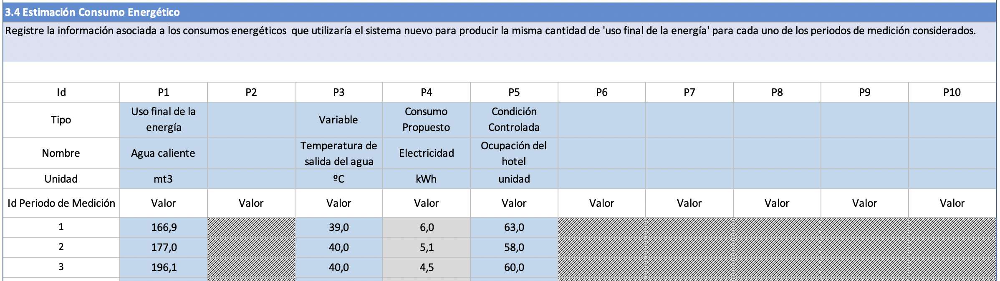 3.4 Estimación Consumo Energético
Registre la información asociada a los consumos energéticos  que utilizaría el sistema nuevo para producir la misma cantidad de 'uso final de la energía' para cada uno de los periodos de medición considerados.
Id P1 P2 P3 P4 P5 P6 P7 P8 P9 P10
Tipo Uso final de la energía Variable Consumo Propuesto Condición Controlada
Nombre Agua caliente Temperatura de salida del agua Electricidad Ocupación del hotel
Unidad mt3 ºC kWh unidad
Id Periodo de Medición Valor Valor Valor Valor Valor Valor Valor Valor Valor Valor
1 166,9 39,0 6,0 63,0
2 177,0 40,0 5,1 58,0
3 196,1 40,0 4,5 60,0